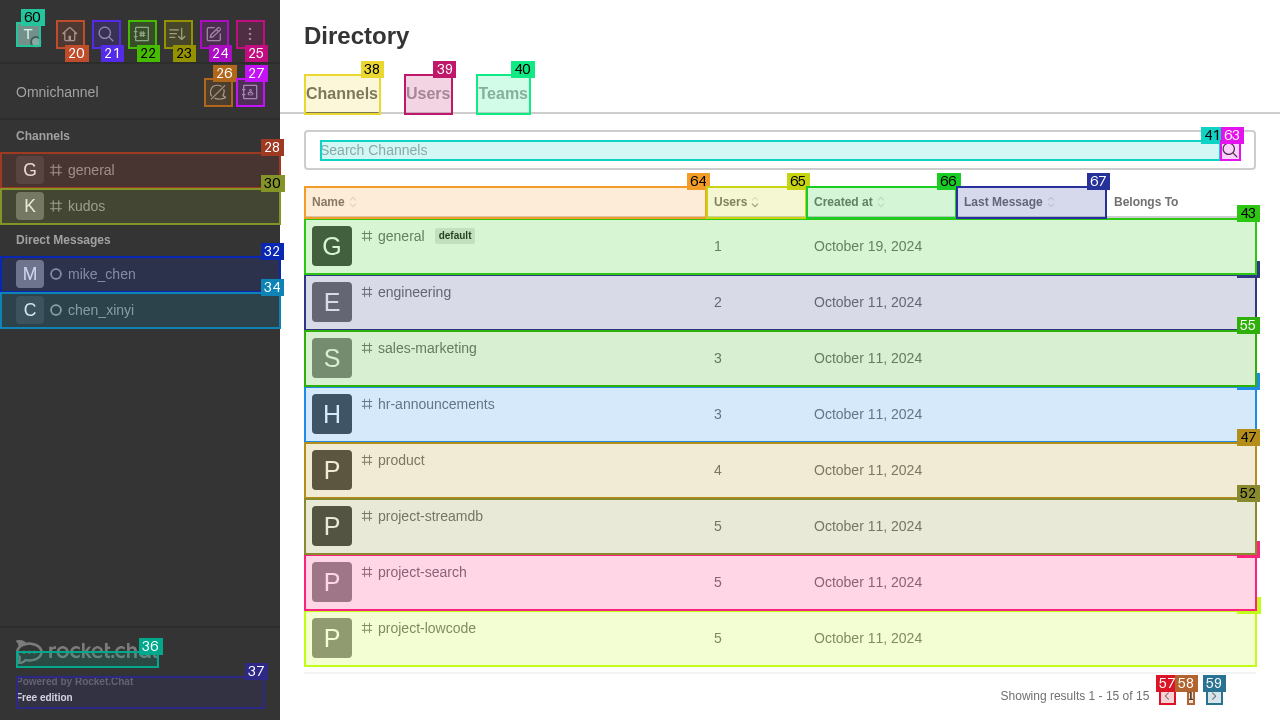 60
T
20
21
22
23
24
25
Omnichannel
26
27
Channels
28
G general
30
K kudos
Direct Messages
32
M mike_chen
34
C chen_xinyi
36
rocket.chat
37
Powered by Rocket.Chat
Free edition
Directory
38
39
40
Channels Users Teams
41
63
Search Channels
64
65
66
67
Name Users Created at Last Message Belongs To
43
G general default 1 October 19, 2024
E engineering 2 October 11, 2024
55
S sales-marketing 3 October 11, 2024
H hr-announcements 3 October 11, 2024
47
P product 4 October 11, 2024
52
P project-streamdb 5 October 11, 2024
P project-search 5 October 11, 2024
P project-lowcode 5 October 11, 2024
57
58
59
Showing results 1 - 15 of 15
1